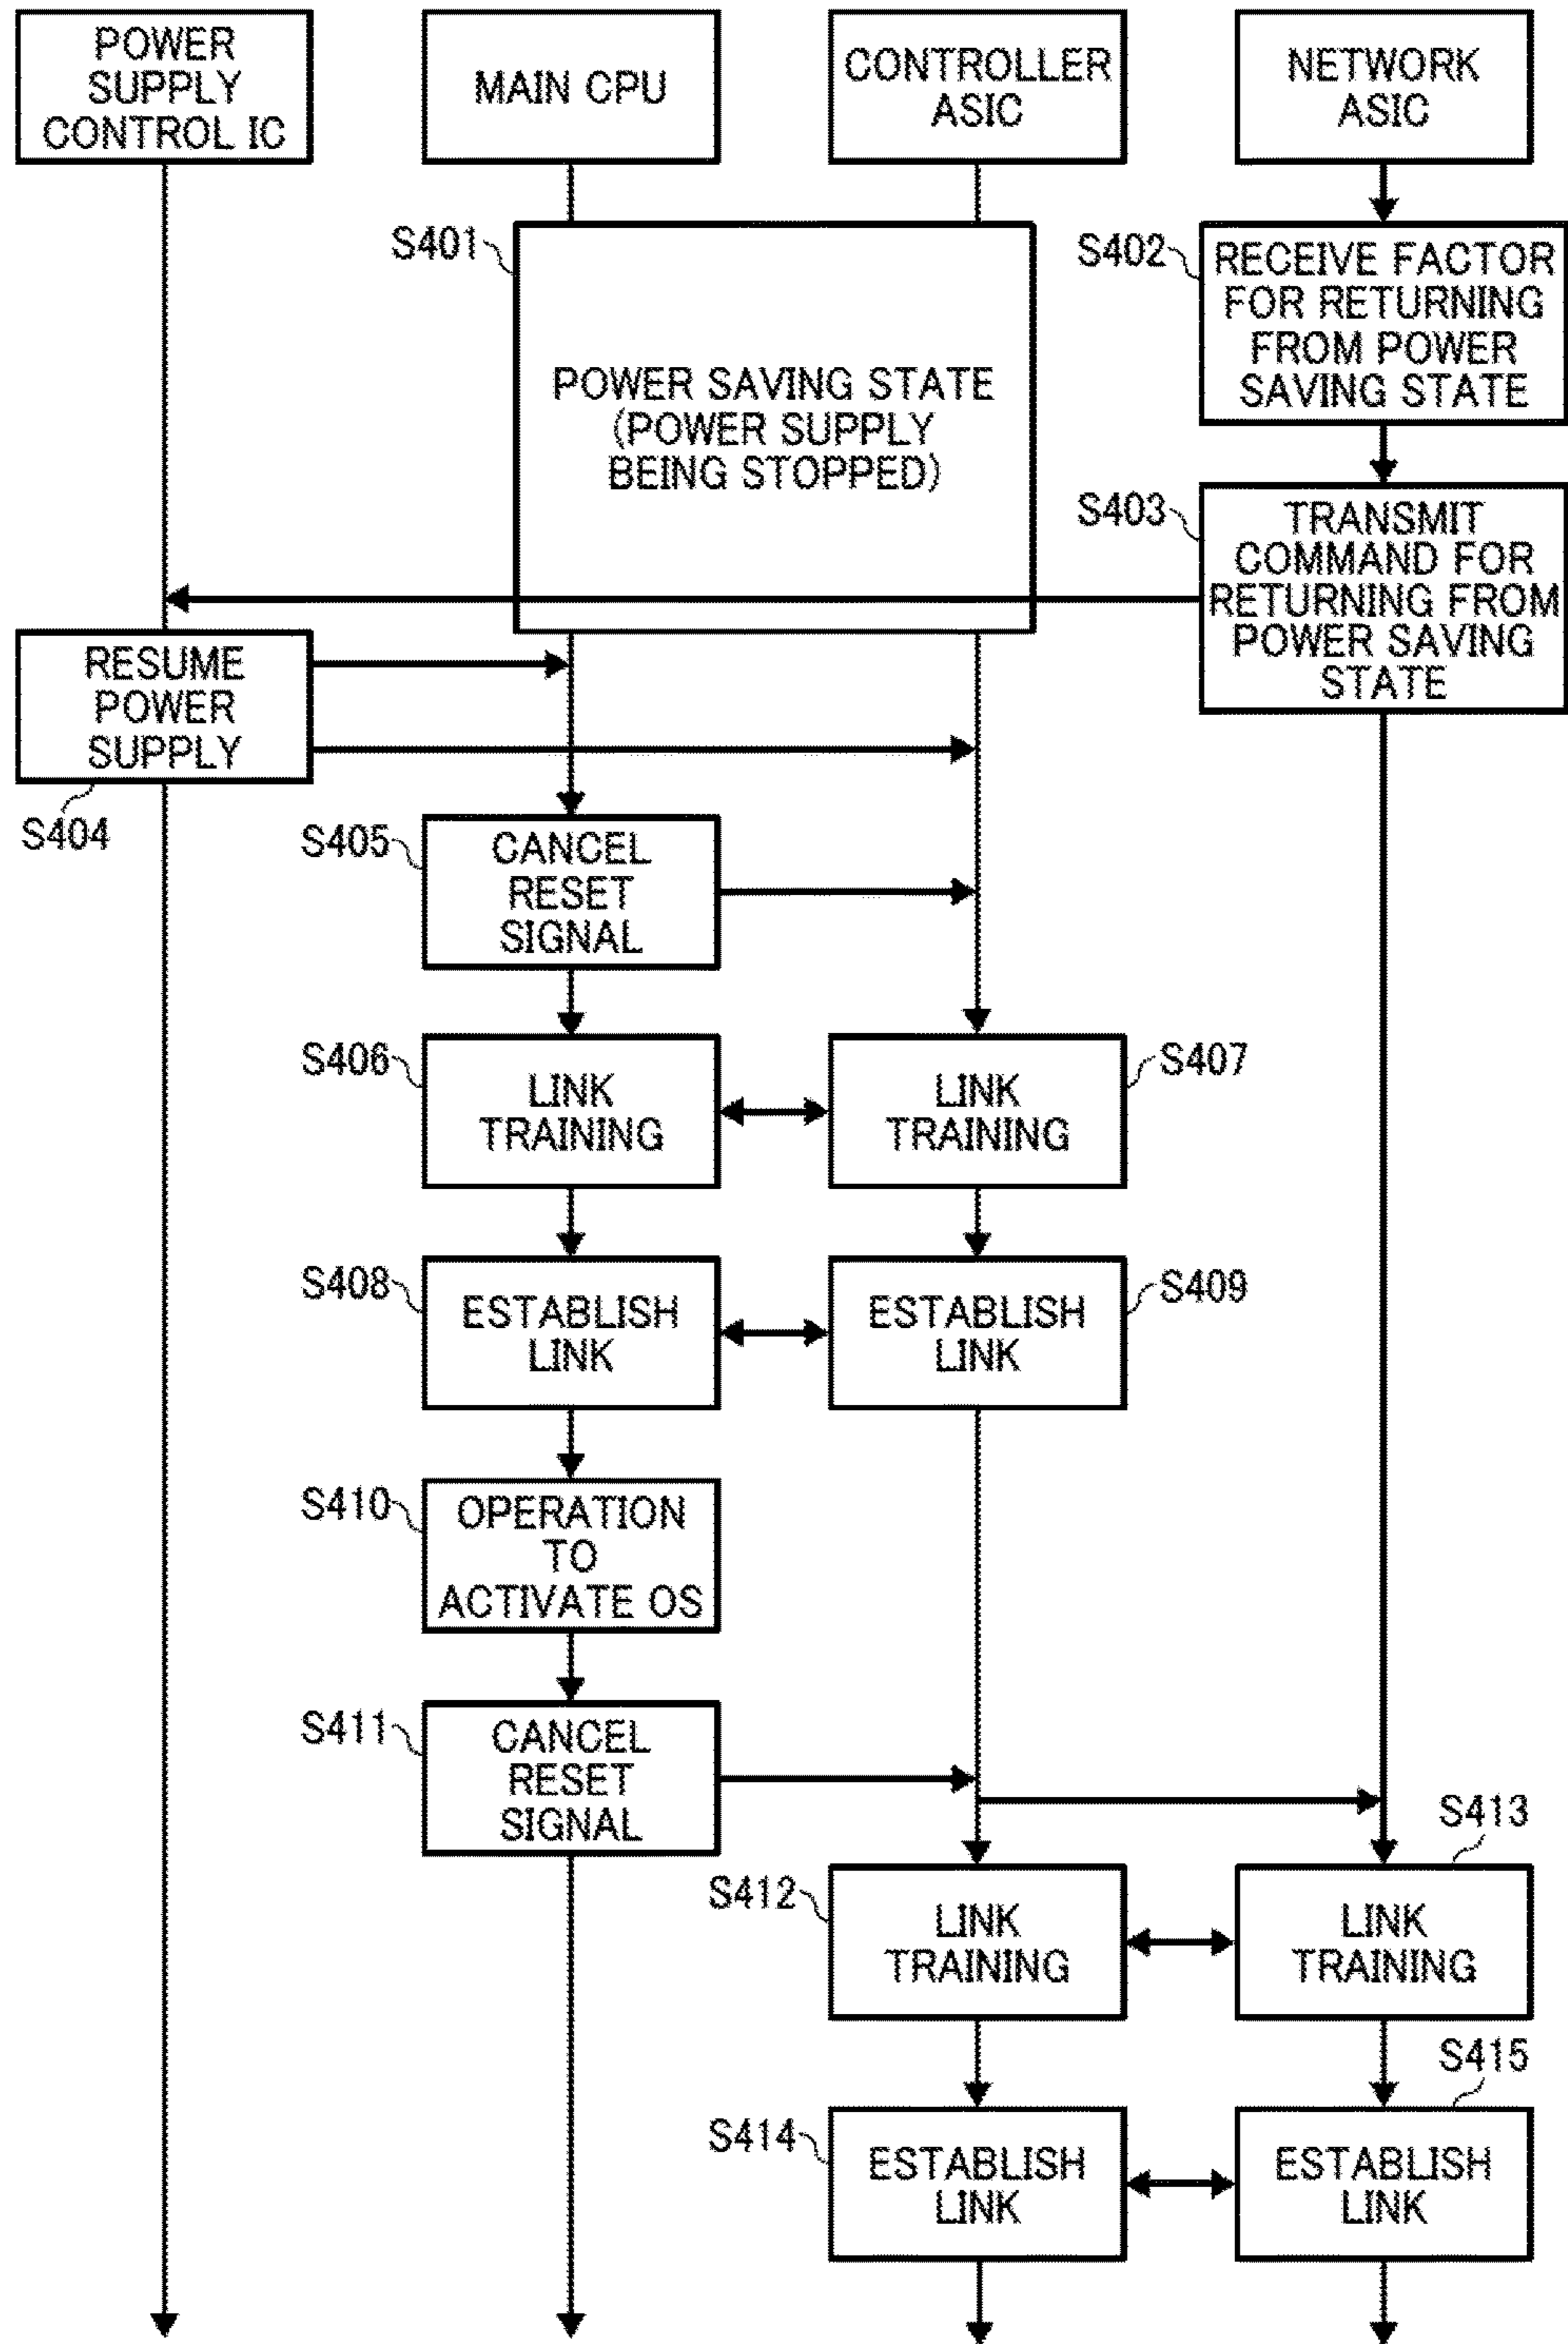 POWER
SUPPLY
CONTROL IC
MAIN CPU
CONTROLLER
ASIC
NETWORK
ASIC
S401
POWER SAVING STATE
(POWER SUPPLY
BEING STOPPED)
S402
RECEIVE FACTOR
FOR RETURNING
FROM POWER
SAVING STATE
S403
TRANSMIT
COMMAND FOR
RETURNING FROM
POWER SAVING
STATE
RESUME
POWER
SUPPLY
S404
S405
CANCEL
RESET
SIGNAL
S406
LINK
TRAINING
S407
LINK
TRAINING
S408
ESTABLISH
LINK
S409
ESTABLISH
LINK
S410
OPERATION
TO
ACTIVATE OS
S411
CANCEL
RESET
SIGNAL
S412
LINK
TRAINING
S413
LINK
TRAINING
S414
ESTABLISH
LINK
S415
ESTABLISH
LINK